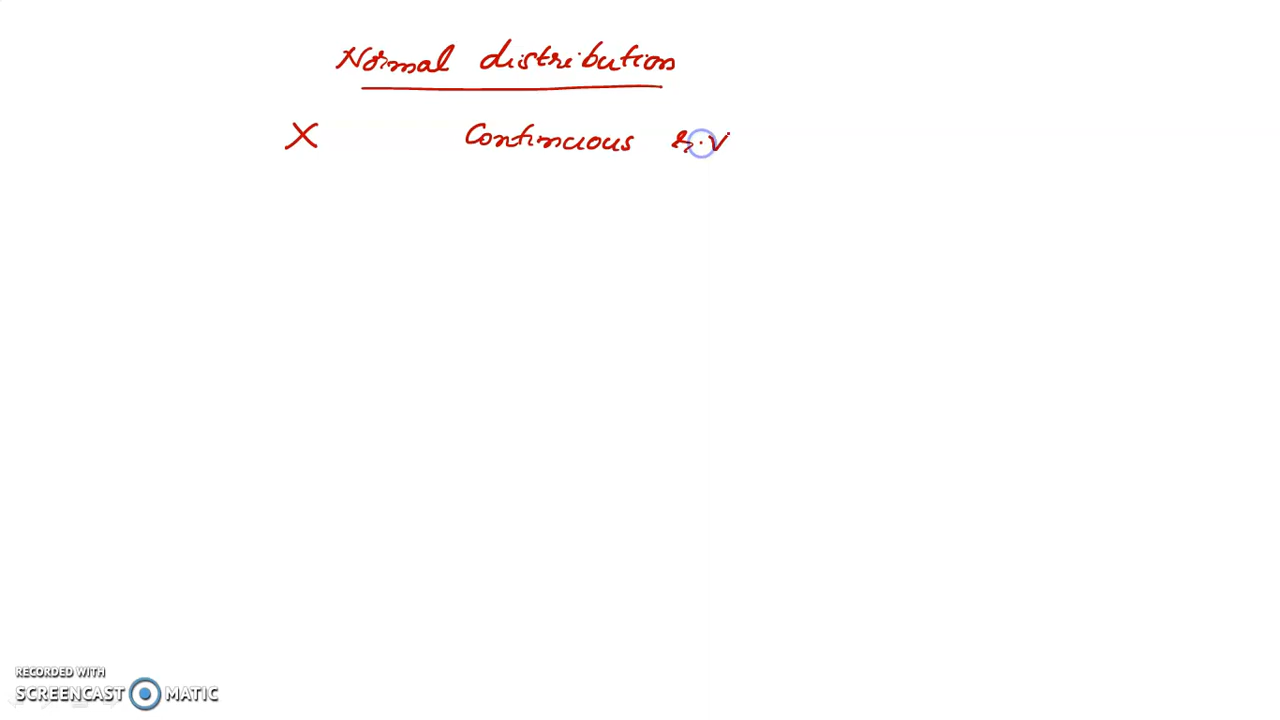 Normal distribution
X Continuous r.v
RECORDED WITH
SCREENCAST MATIC